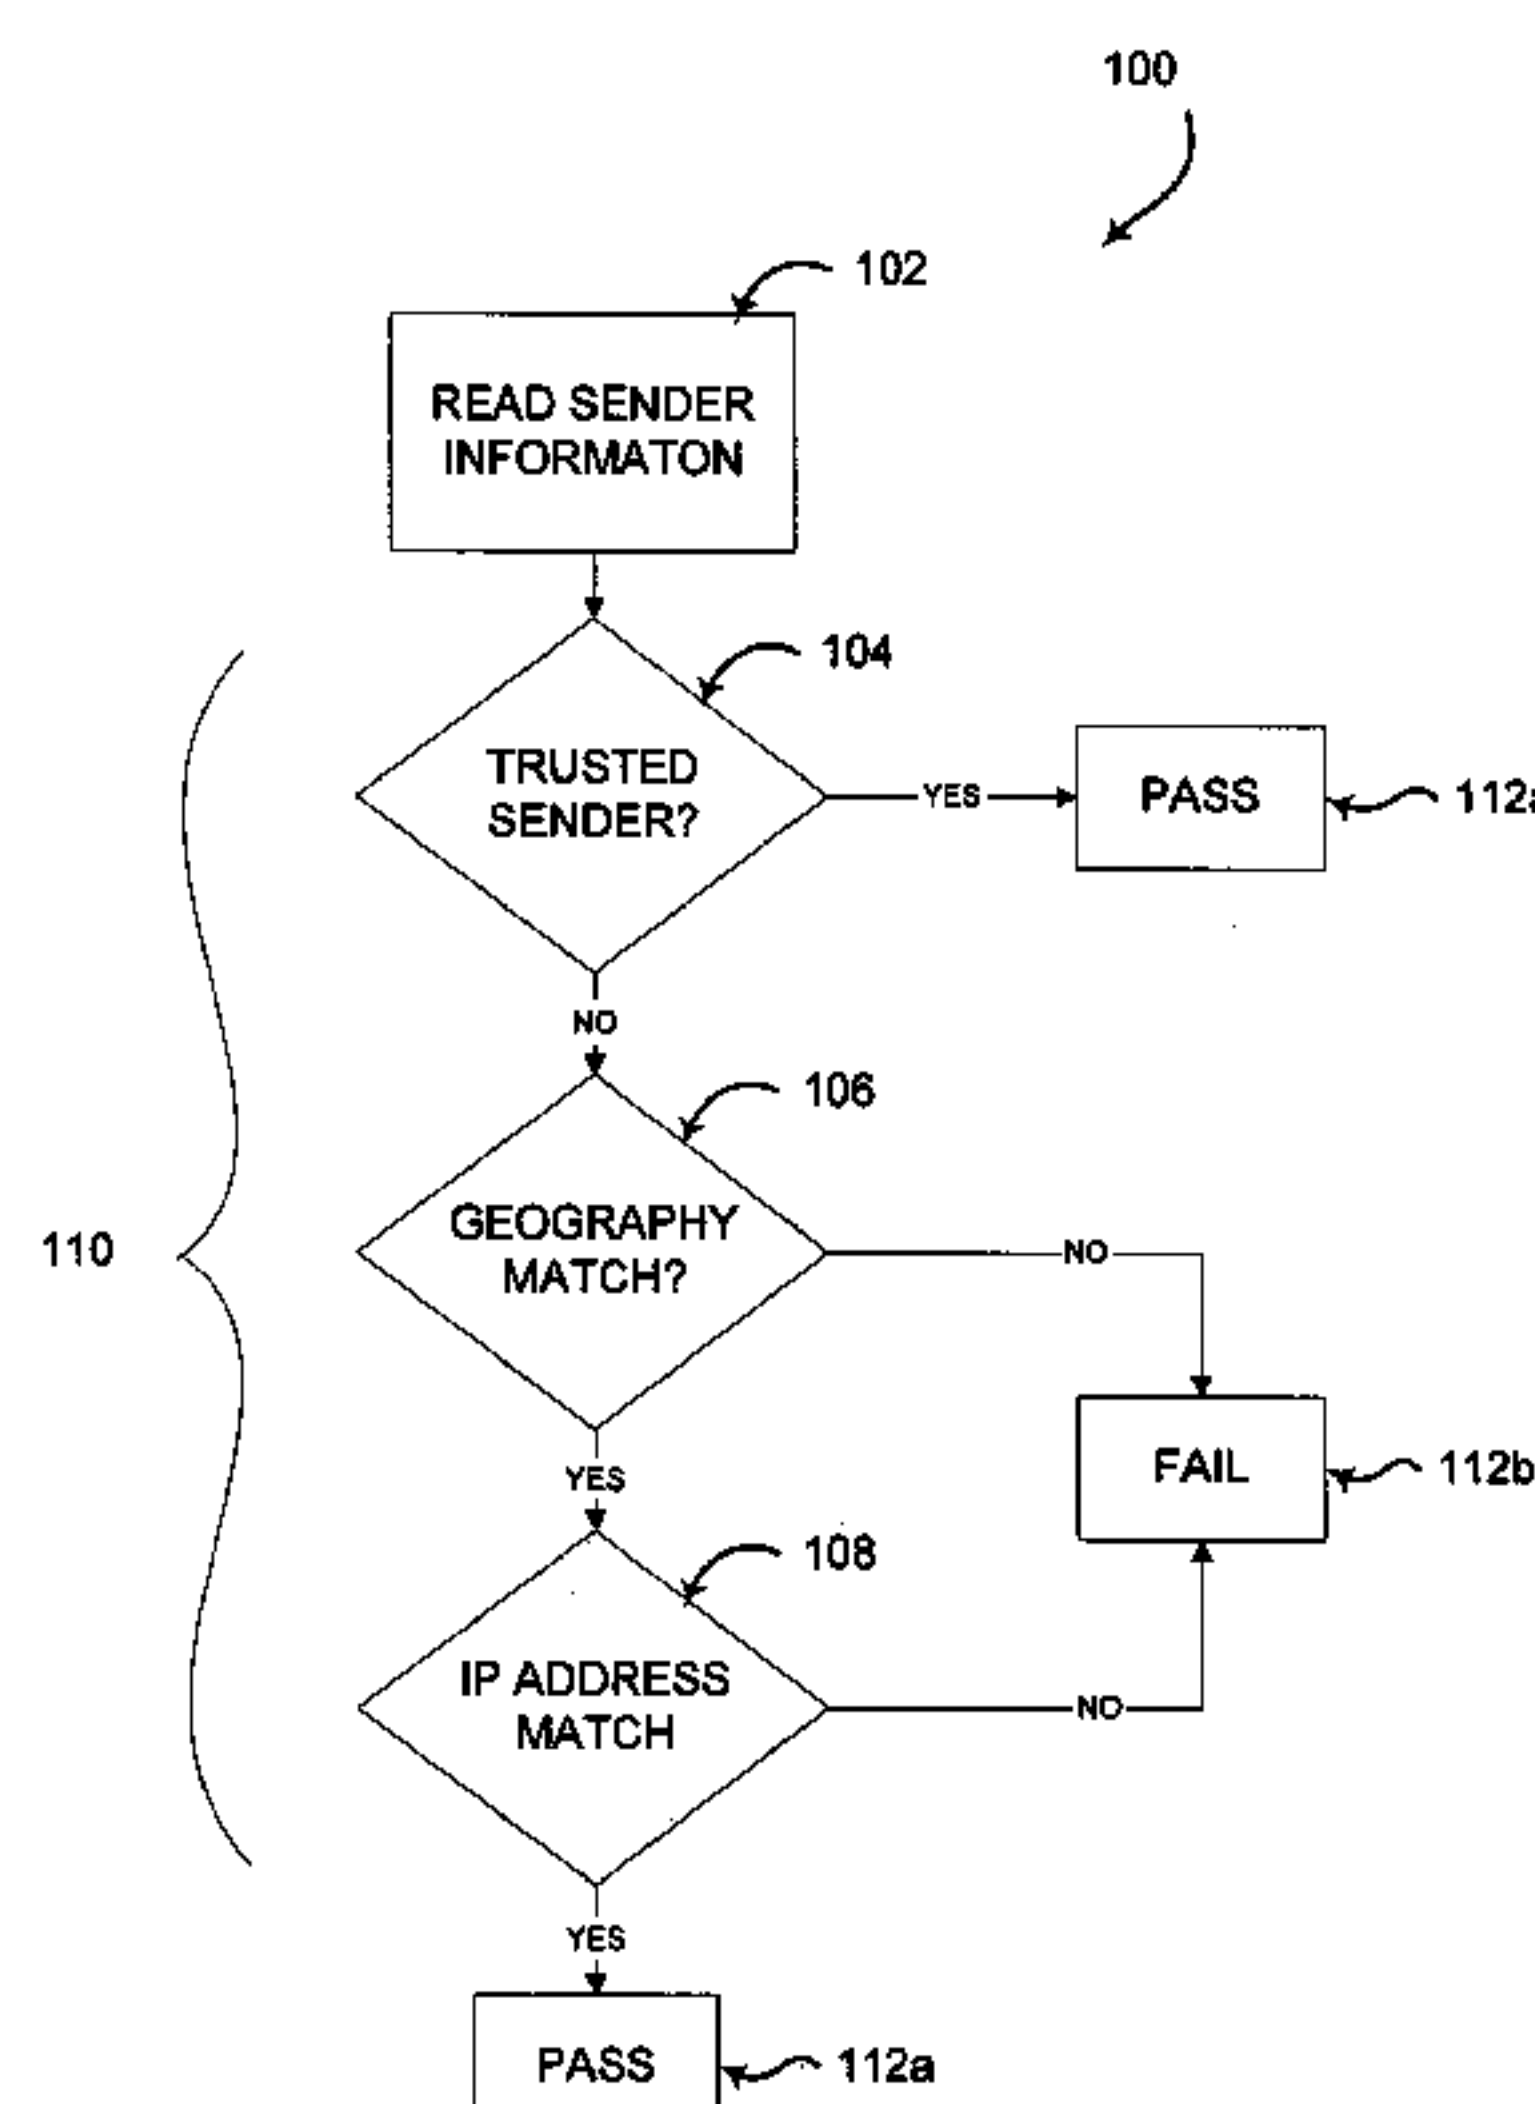 100
102
READ SENDER
INFORMATON
104
TRUSTED
SENDER?
YES
PASS
112a
NO
106
GEOGRAPHY
MATCH?
NO
110
FAIL
112b
YES
108
IP ADDRESS
MATCH
NO
YES
PASS
112a